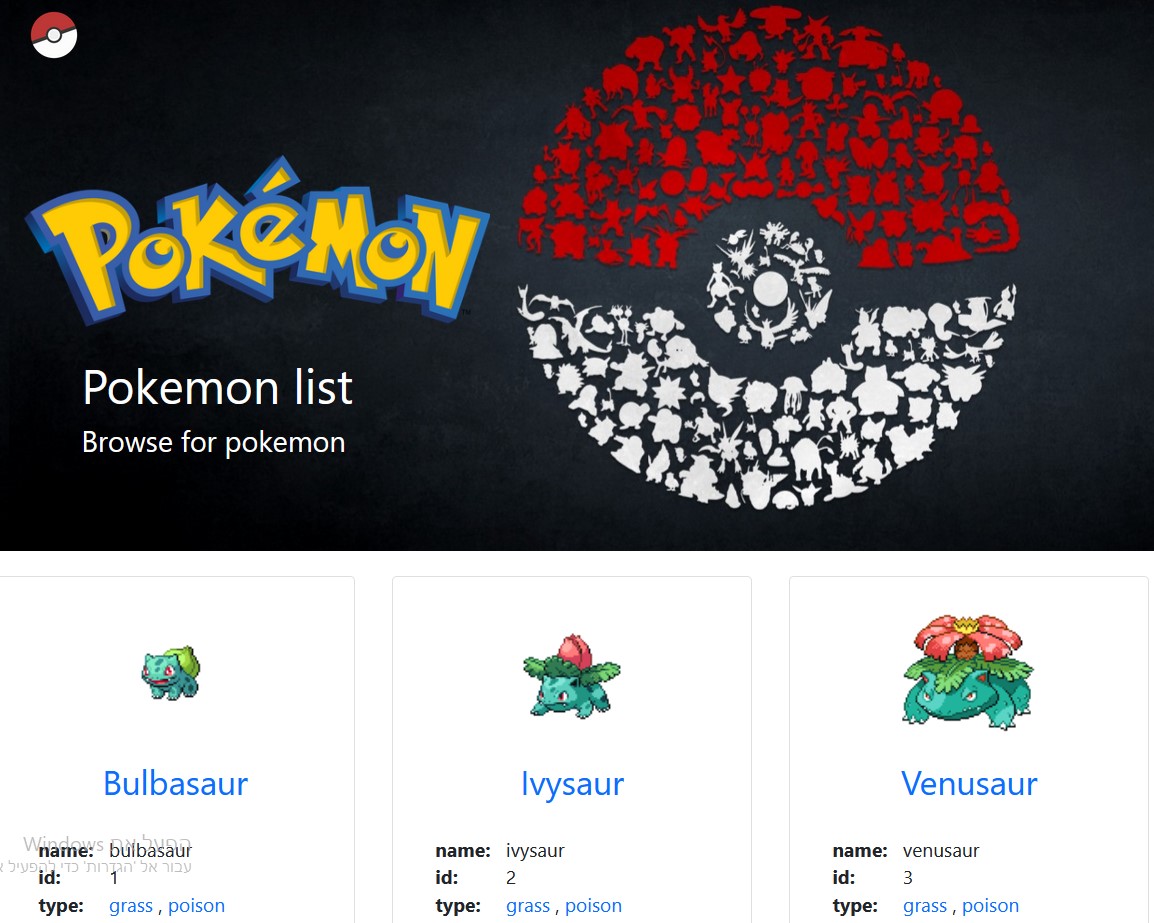 POKéMON
TM
Pokemon list
Browse for pokemon
Bulbasaur
Ivysaur
Venusaur
הפעל את Windows
עבור אל 'הגדרות' כדי להפעיל
name: bulbasaur
id: 1
type: grass , poison
name: ivysaur
id: 2
type: grass , poison
name: venusaur
id: 3
type: grass , poison